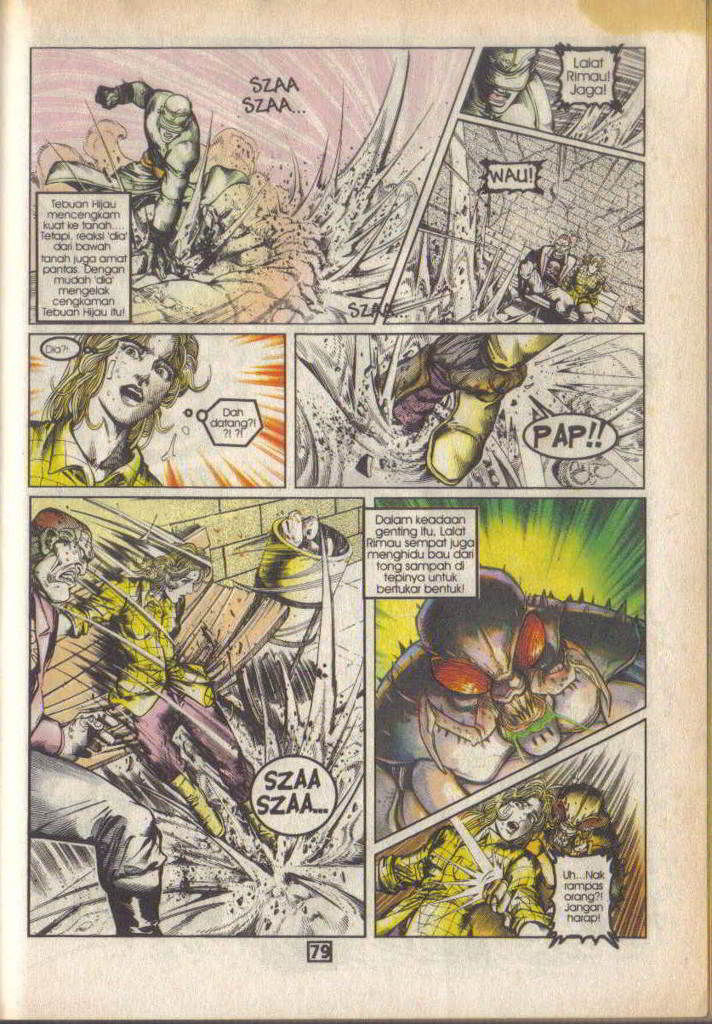 SZAA
SZAA...
Lalat
Rimau!
Jaga!
Tebuan Hijau
mencengkam
kuat ke tanah....
Tetapi, reaksi 'dia'
dari bawah
tanah juga amat
pantas. Dengan
mudah 'dia'
mengelak
cengkaman
Tebuan Hijau itu!
WAU!
SZAA...
Dia?!
Dah
datang?!
?! ?!
PAP!!
SZAA
SZAA...
Dalam keadaan
genting itu, Lalat
Rimau sempat juga
menghidu bau dari
tong sampah di
tepinya untuk
bertukar bentuk!
Uh...Nak
rampas
orang?!
Jangan
harap!
79